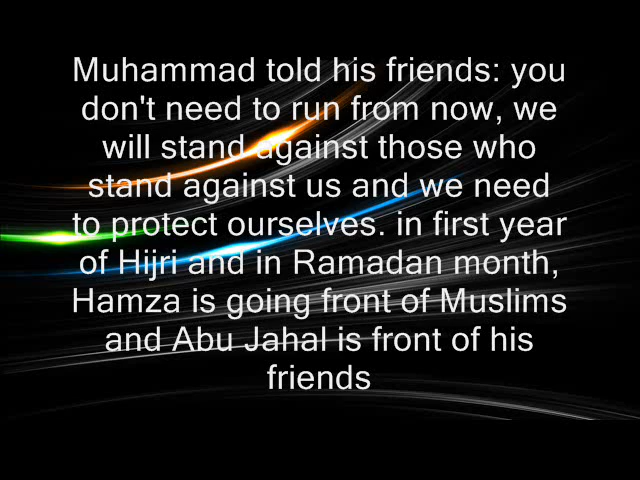 Muhammad told his friends: you
don't need to run from now, we
will stand against those who
stand against us and we need
to protect ourselves. in first year
of Hijri and in Ramadan month,
Hamza is going front of Muslims
and Abu Jahal is front of his
friends